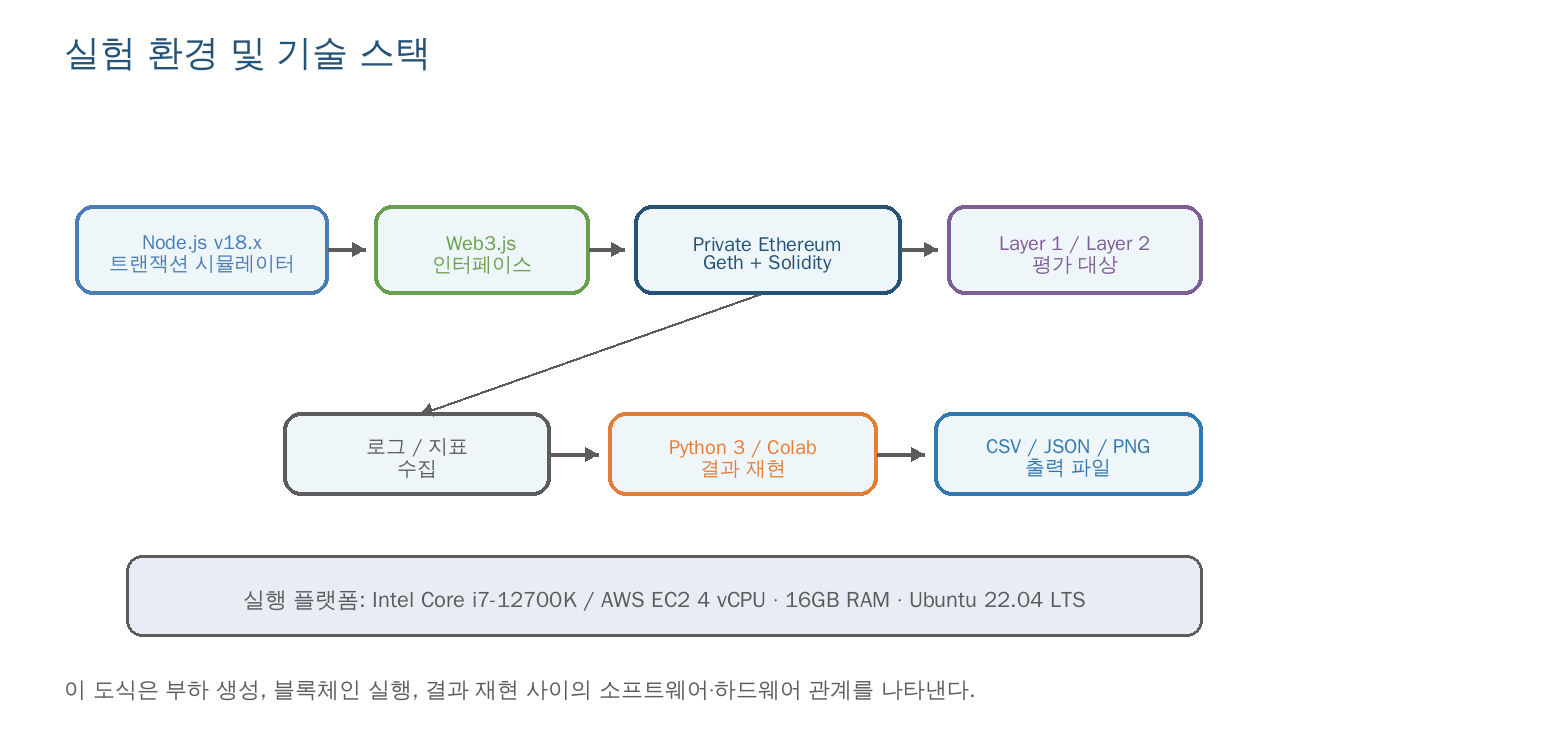 실험 환경 및 기술 스택
Node.js v18.x
트랜잭션 시뮬레이터
Web3.js
인터페이스
Private Ethereum
Geth + Solidity
Layer 1 / Layer 2
평가 대상
로그 / 지표
수집
Python 3 / Colab
결과 재현
CSV / JSON / PNG
출력 파일
실행 플랫폼: Intel Core i7-12700K / AWS EC2 4 vCPU · 16GB RAM · Ubuntu 22.04 LTS
이 도식은 부하 생성, 블록체인 실행, 결과 재현 사이의 소프트웨어·하드웨어 관계를 나타낸다.